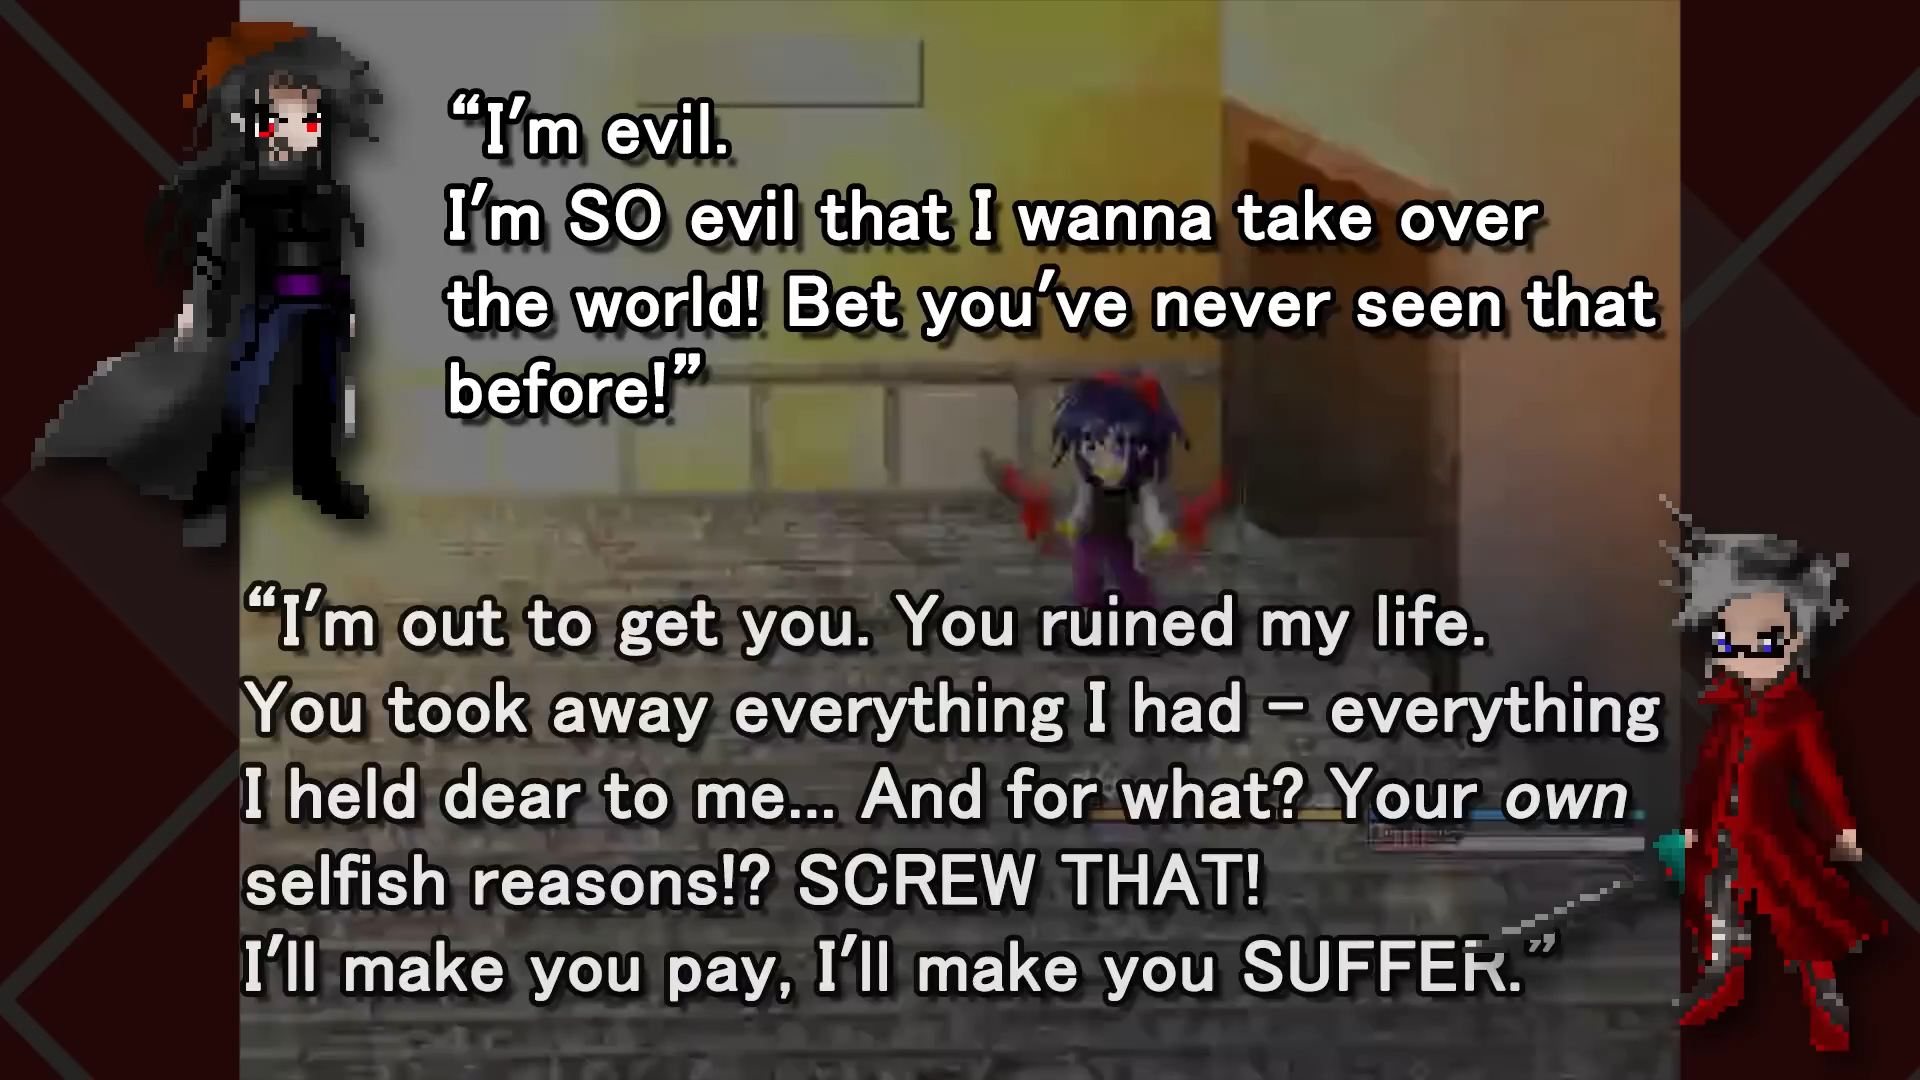 “I'm evil.
I'm SO evil that I wanna take over
the world! Bet you've never seen that
before!”
“I'm out to get you. You ruined my life.
You took away everything I had – everything
I held dear to me... And for what? Your own
selfish reasons!? SCREW THAT!
I'll make you pay, I'll make you SUFFER.”